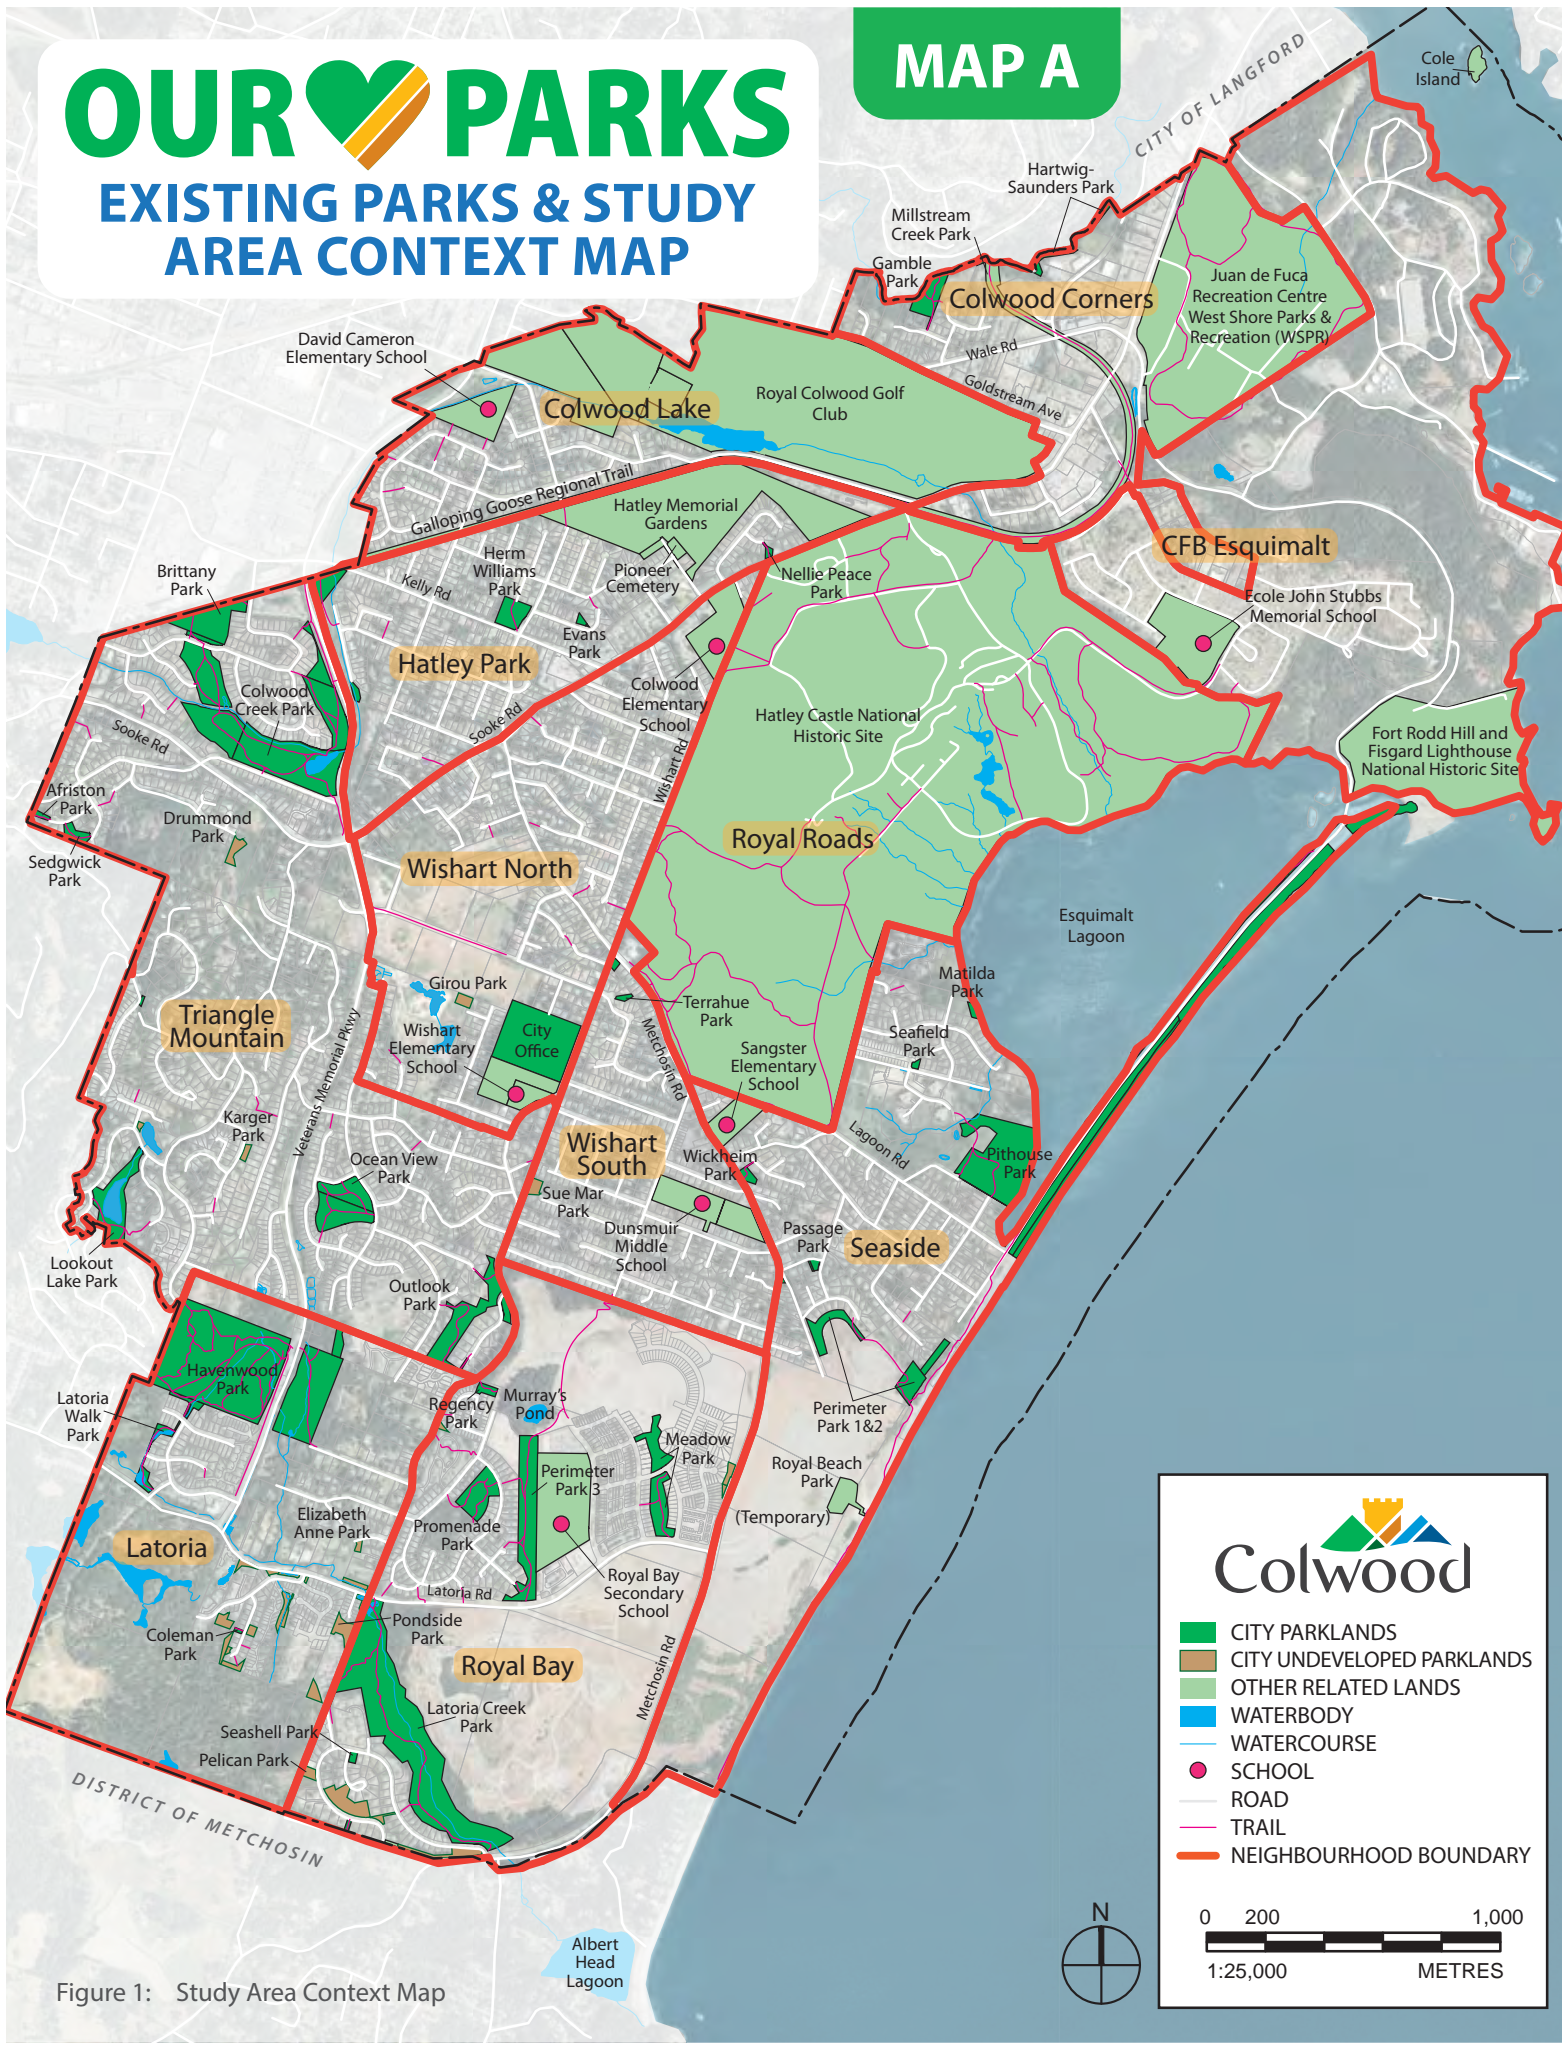 OUR PARKS
EXISTING PARKS & STUDY
AREA CONTEXT MAP
MAP A
CITY OF LANGFORD
Cole
Island
Hartwig-
Saunders Park
Millstream
Creek Park
Gamble
Park
Colwood Corners
Juan de Fuca
Recreation Centre
West Shore Parks &
Recreation (WSPR)
David Cameron
Elementary School
Wale Rd
Goldstream Ave
Colwood Lake
Royal Colwood Golf
Club
Galloping Goose Regional Trail
Hatley Memorial
Gardens
CFB Esquimalt
Brittany
Park
Kelly Rd
Herm
Williams
Park
Pioneer
Cemetery
Nellie Peace
Park
Ecole John Stubbs
Memorial School
Evans
Park
Hatley Park
Colwood
Creek Park
Colwood
Elementary
School
Sooke Rd
Sooke Rd
Hatley Castle National
Historic Site
Fort Rodd Hill and
Fisgard Lighthouse
National Historic Site
Wishart Rd
Afriston
Park
Drummond
Park
Sedgwick
Park
Royal Roads
Wishart North
Esquimalt
Lagoon
Girou Park
Matilda
Park
Terrahue
Park
Triangle
Mountain
Wishart
Elementary
School
City
Office
Seafield
Park
Metchosin Rd
Sangster
Elementary
School
Veterans Memorial Pkwy
Karger
Park
Ocean View
Park
Wishart
South
Lagoon Rd
Wickheim
Park
Pithouse
Park
Sue Mar
Park
Dunsmuir
Middle
School
Passage
Park
Seaside
Lookout
Lake Park
Outlook
Park
Havenwood
Park
Latoria
Walk
Park
Regency
Park
Murray's
Pond
Perimeter
Park 1&2
Meadow
Park
Perimeter
Park 3
Royal Beach
Park
(Temporary)
Elizabeth
Anne Park
Promenade
Park
Latoria
Latoria Rd
Royal Bay
Secondary
School
Coleman
Park
Pondside
Park
Royal Bay
Metchosin Rd
Latoria Creek
Park
Seashell Park
Pelican Park
DISTRICT OF METCHOSIN
Albert
Head
Lagoon
Colwood
CITY PARKLANDS
CITY UNDEVELOPED PARKLANDS
OTHER RELATED LANDS
WATERBODY
WATERCOURSE
SCHOOL
ROAD
TRAIL
NEIGHBOURHOOD BOUNDARY
N
0 200 1,000
1:25,000 METRES
Figure 1: Study Area Context Map